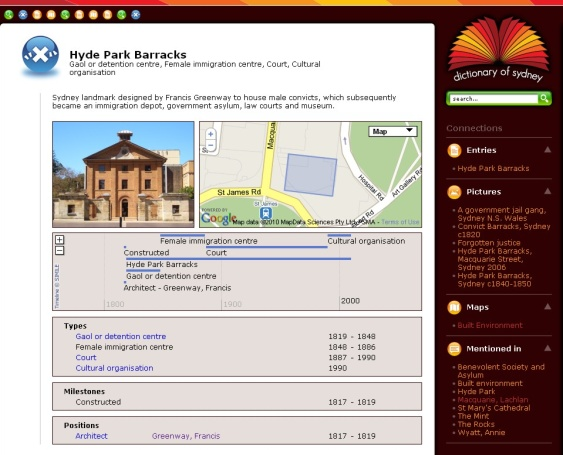 Hyde Park Barracks
Gaol or detention centre, Female immigration centre, Court, Cultural
organisation
Sydney landmark designed by Francis Greenway to house male convicts, which subsequently
became an immigration depot, government asylum, law courts and museum.
Map
Macqua
St James Rd
St James
Hospital Rd
Art Gallery Rd
POWERED BY
Google
Map data ©2010 MapData Sciences Pty Ltd, PSMA - Terms of Use
Timeline © SIMILE
Female immigration centre
Cultural organisation
Constructed
Court
Hyde Park Barracks
Gaol or detention centre
Architect - Greenway, Francis
1800
1900
2000
Types
Gaol or detention centre 1819 - 1848
Female immigration centre 1848 - 1886
Court 1887 - 1990
Cultural organisation 1990
Milestones
Constructed 1817 - 1819
Positions
Architect Greenway, Francis 1817 - 1819
dictionary of sydney
search...
Connections
Entries
Hyde Park Barracks
Pictures
A government jail gang,
Sydney N.S. Wales
Convict Barracks, Sydney
c1820
Forgotten justice
Hyde Park Barracks,
Macquarie Street,
Sydney 2006
Hyde Park Barracks,
Sydney c1840-1850
Maps
Built Environment
Mentioned in
Benevolent Society and
Asylum
Built environment
Hyde Park
Macquarie, Lachlan
St Mary's Cathedral
The Mint
The Rocks
Wyatt, Annie